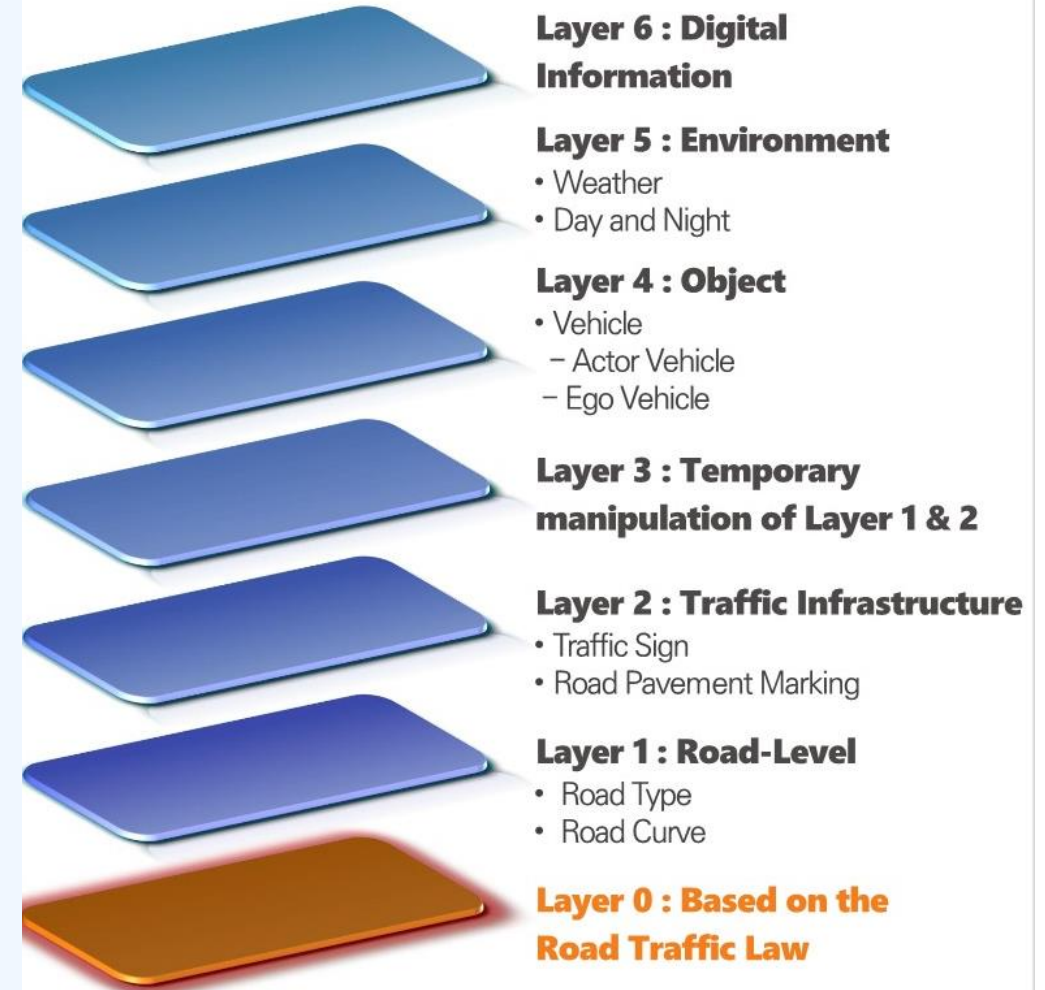 Layer 6 : Digital
Information
Layer 5 : Environment
• Weather
• Day and Night
Layer 4 : Object
• Vehicle
– Actor Vehicle
– Ego Vehicle
Layer 3 : Temporary
manipulation of Layer 1 & 2
Layer 2 : Traffic Infrastructure
• Traffic Sign
• Road Pavement Marking
Layer 1 : Road-Level
• Road Type
• Road Curve
Layer 0 : Based on the
Road Traffic Law